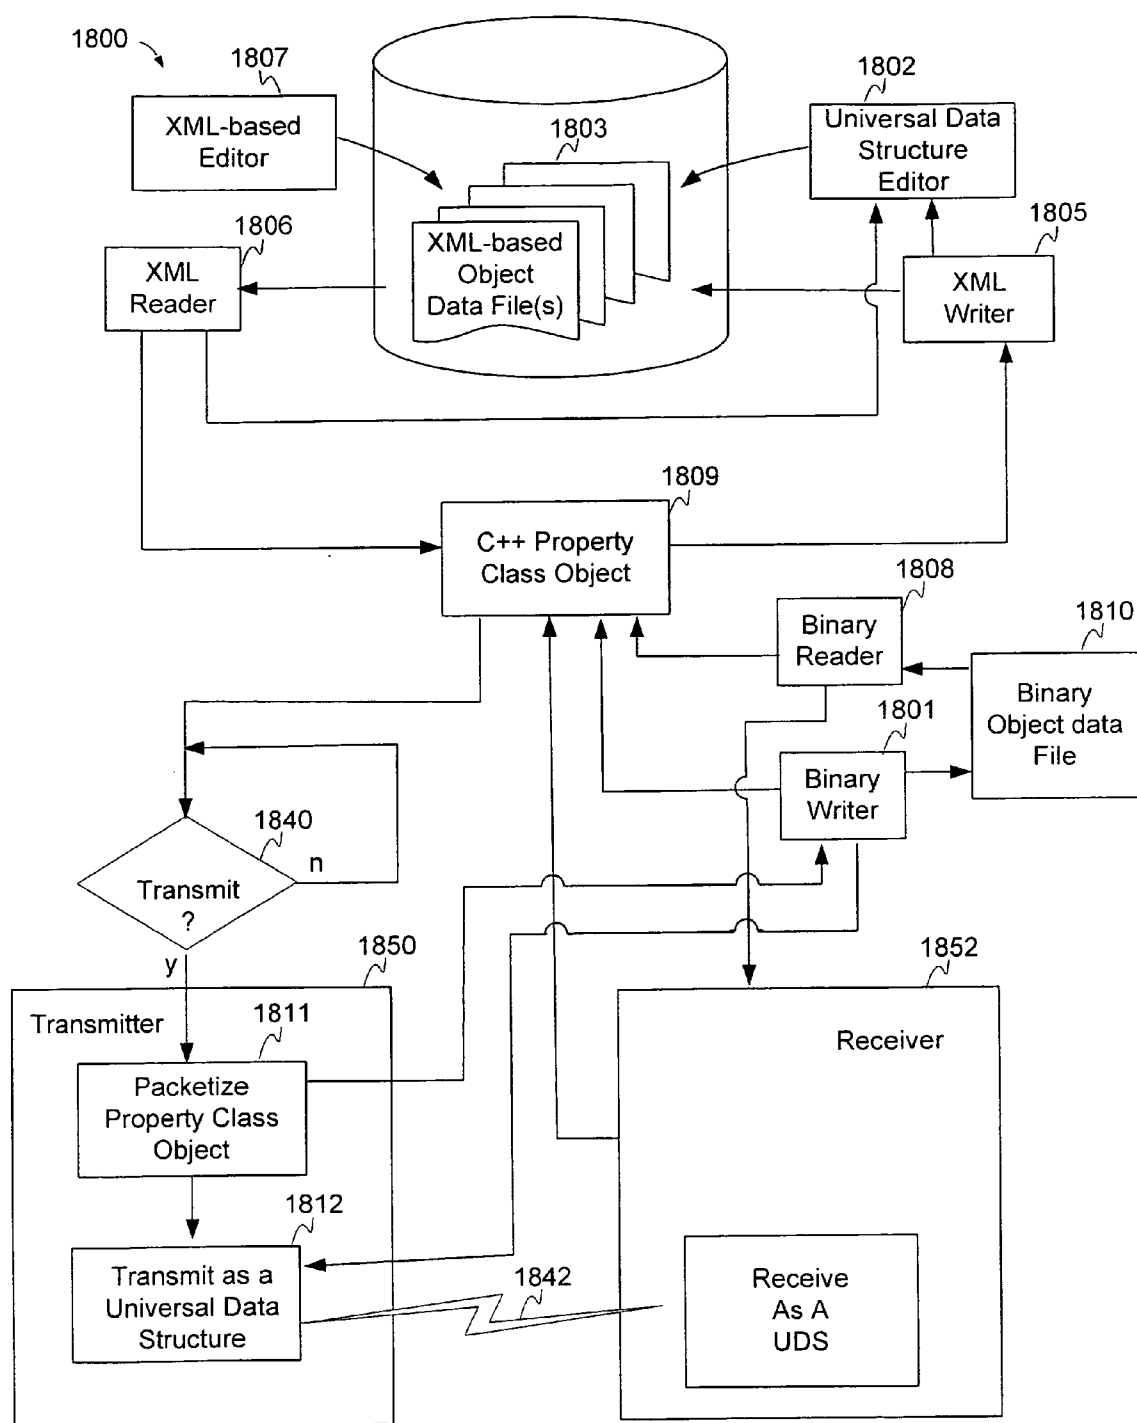 1800
1807
XML-based
Editor
1802
Universal Data
Structure
Editor
1803
XML-based
Object
Data File(s)
1806
XML
Reader
1805
XML
Writer
1809
C++ Property
Class Object
1808
Binary
Reader
1810
Binary
Object data
File
1801
Binary
Writer
1840
Transmit
?
n
y
1850
Transmitter
1811
Packetize
Property Class
Object
1812
Transmit as a
Universal Data
Structure
1842
1852
Receiver
Receive
As A
UDS